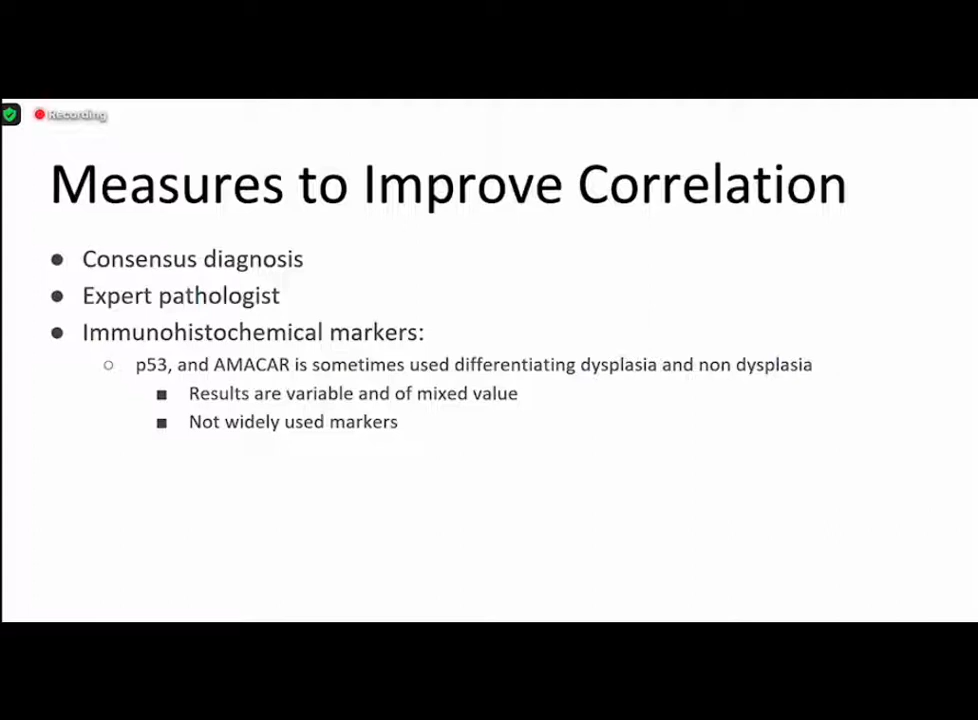 Recording
Measures to Improve Correlation
● Consensus diagnosis
● Expert pathologist
● Immunohistochemical markers:
○ p53, and AMACAR is sometimes used differentiating dysplasia and non dysplasia
■ Results are variable and of mixed value
■ Not widely used markers